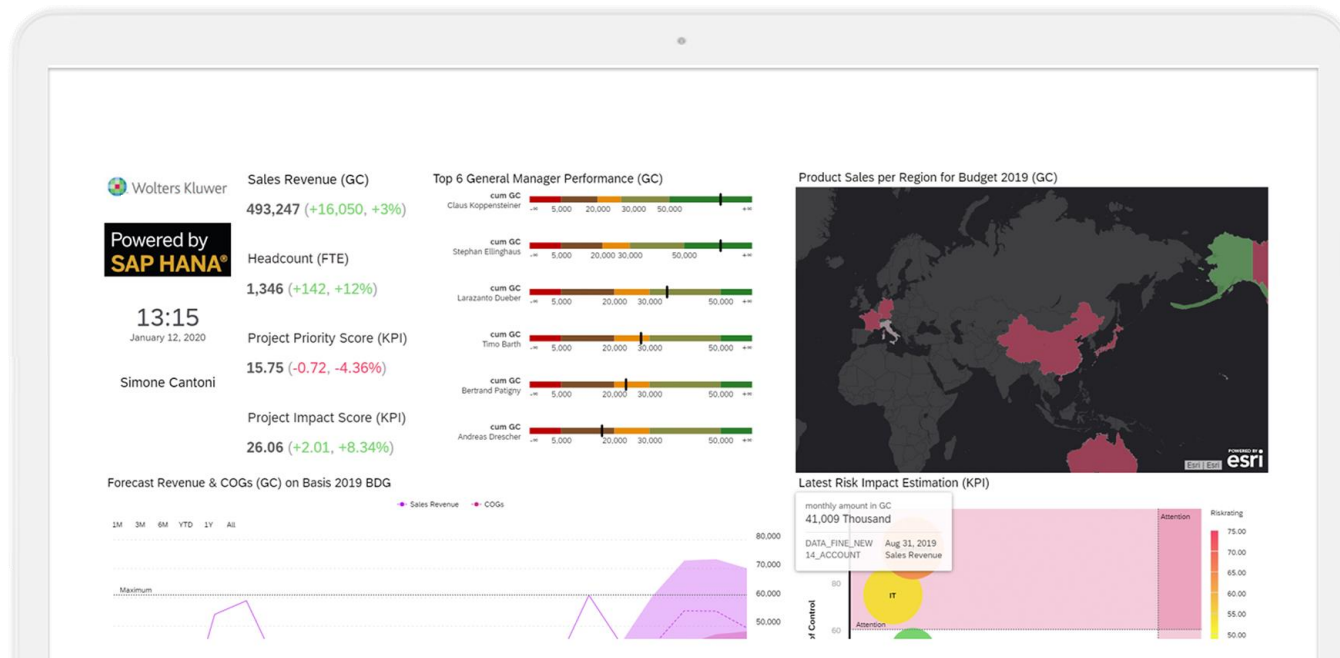 Wolters Kluwer
Powered by
SAP HANA®
13:15
January 12, 2020
Simone Cantoni
Sales Revenue (GC)
493,247 (+16,050, +3%)
Headcount (FTE)
1,346 (+142, +12%)
Project Priority Score (KPI)
15.75 (-0.72, -4.36%)
Project Impact Score (KPI)
26.06 (+2.01, +8.34%)
Top 6 General Manager Performance (GC)
cum GC
Claus Koppensteiner
-∞ 5,000 20,000 30,000 50,000 +∞
cum GC
Stephan Ellinghaus
-∞ 5,000 20,000 30,000 50,000 +∞
cum GC
Larazanto Dueber
-∞ 5,000 20,000 30,000 50,000 +∞
cum GC
Timo Barth
-∞ 5,000 20,000 30,000 50,000 +∞
cum GC
Bertrand Patigny
-∞ 5,000 20,000 30,000 50,000 +∞
cum GC
Andreas Drescher
-∞ 5,000 20,000 30,000 50,000 +∞
Product Sales per Region for Budget 2019 (GC)
Esri | Esri
POWERED BY
esri
Forecast Revenue & COGs (GC) on Basis 2019 BDG
Sales Revenue COGs
1M 3M 6M YTD 1Y All
80,000
70,000
Maximum
60,000
50,000
Latest Risk Impact Estimation (KPI)
monthly amount in GC
41,009 Thousand
DATA_FINE_NEW Aug 31, 2019
14_ACCOUNT Sales Revenue
Attention
80
IT
Attention
60
of Control
Riskrating
75.00
70.00
65.00
60.00
55.00
50.00